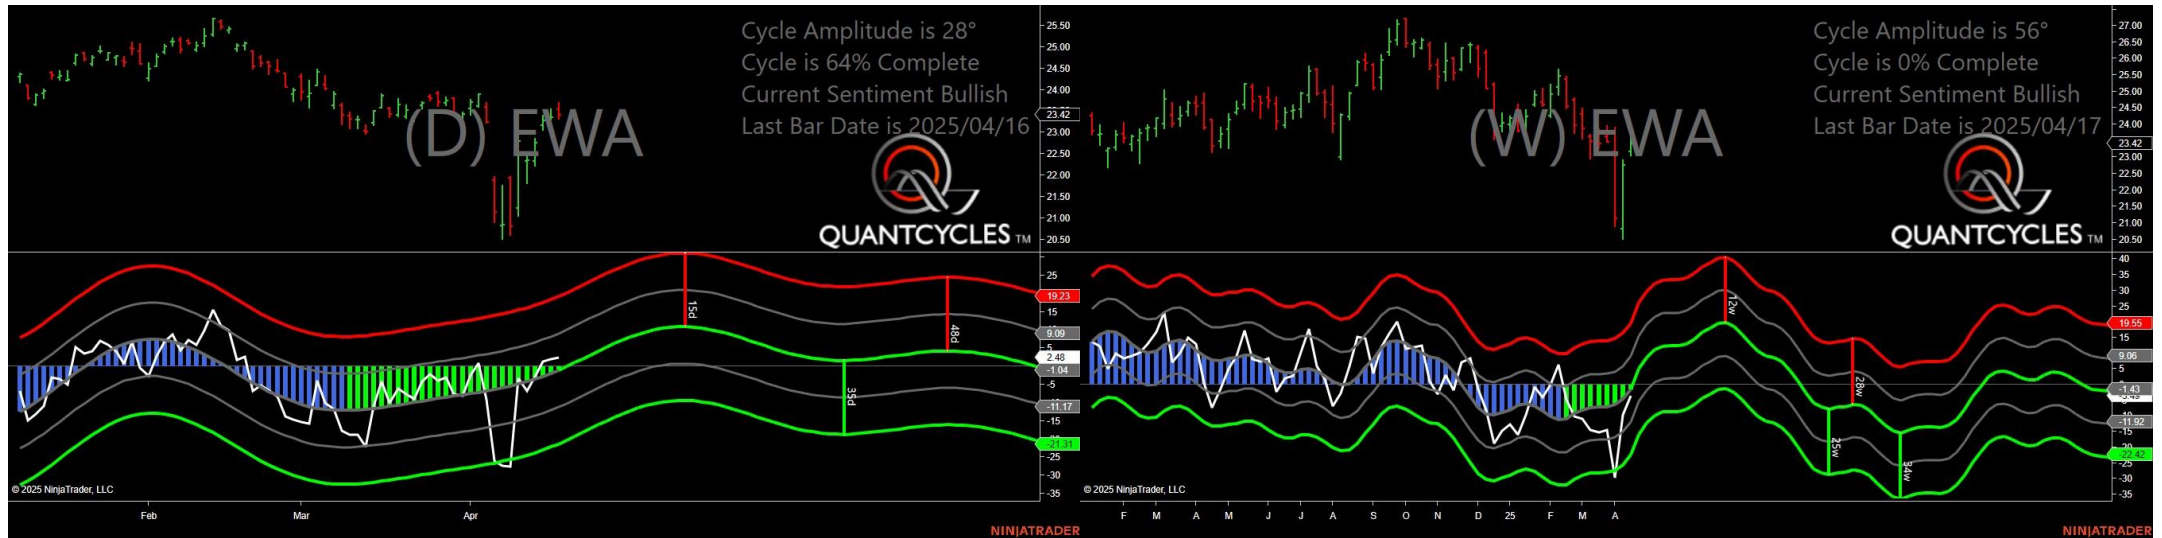 Cycle Amplitude is 28°
Cycle is 64% Complete
Current Sentiment Bullish
Last Bar Date is 2025/04/16
(D) EWA
QUANTCYCLES TM
25.50
25.00
24.50
24.00
23.42
23.00
22.50
22.00
21.50
21.00
20.50
25
19.23
15
9.09
5
2.48
-1.04
-5
-11.17
-15
-21.31
-25
-30
-35
15d
35d
48d
© 2025 NinjaTrader, LLC
Feb
Mar
Apr
NINJATRADER
Cycle Amplitude is 56°
Cycle is 0% Complete
Current Sentiment Bullish
Last Bar Date is 2025/04/17
(W) EWA
QUANTCYCLES TM
27.00
26.50
26.00
25.50
25.00
24.50
24.00
23.42
23.00
22.50
22.00
21.50
21.00
20.50
40
35
30
25
19.55
15
9.06
5
-1.43
-11.92
-15
-22.42
-25
-30
-35
12w
25w
28w
34w
© 2025 NinjaTrader, LLC
F M A M J J A S O N D 25 F M A
NINJATRADER